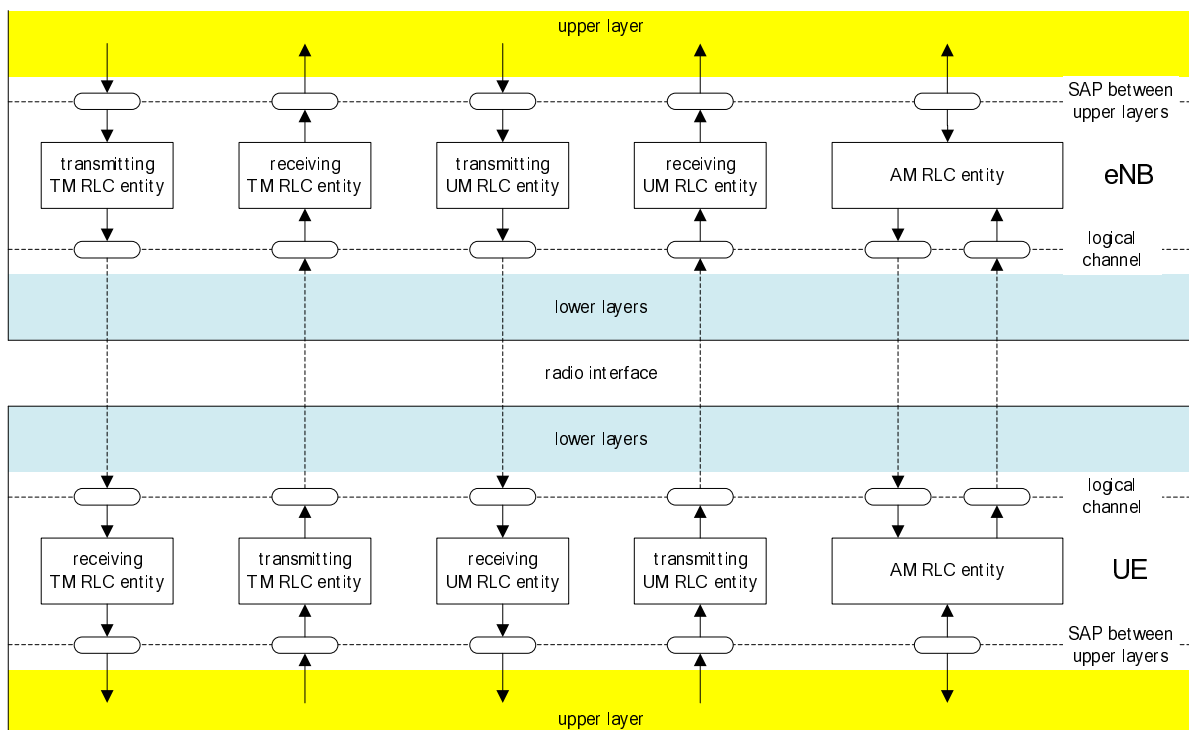 upper layer
SAP between
upper layers
transmitting
TM RLC entity
receiving
TM RLC entity
transmitting
UM RLC entity
receiving
UM RLC entity
AM RLC entity
eNB
logical
channel
lower layers
radio interface
lower layers
logical
channel
receiving
TM RLC entity
transmitting
TM RLC entity
receiving
UM RLC entity
transmitting
UM RLC entity
AM RLC entity
UE
SAP between
upper layers
upper layer